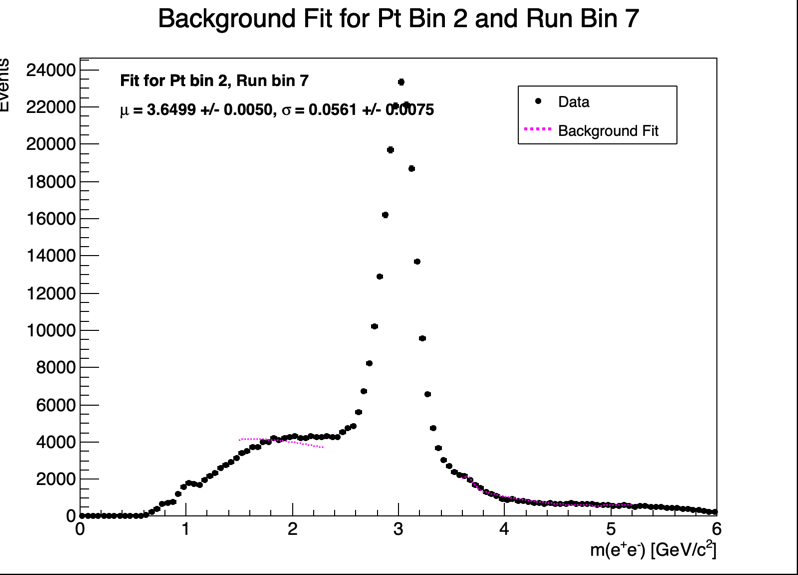 Background Fit for Pt Bin 2 and Run Bin 7
Events
24000
22000
20000
18000
16000
14000
12000
10000
8000
6000
4000
2000
0
Fit for Pt bin 2, Run bin 7
μ = 3.6499 +/- 0.0050, σ = 0.0561 +/- 0.0075
Data
Background Fit
0 1 2 3 4 5 6
m(e⁺e⁻) [GeV/c²]